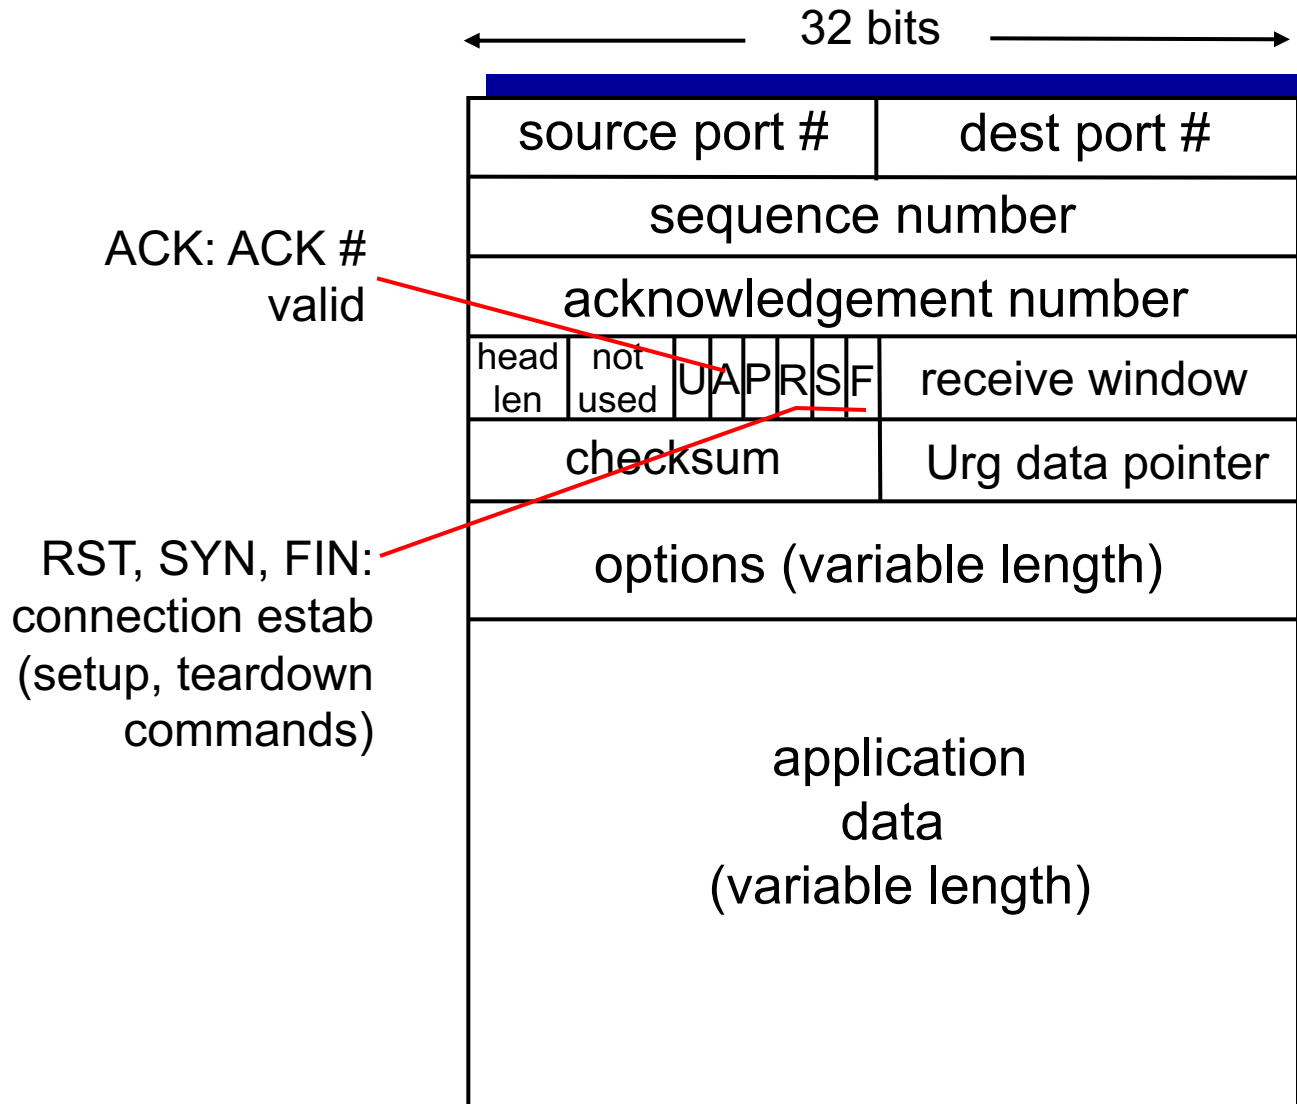 32 bits
source port # dest port #
sequence number
ACK: ACK #
valid
acknowledgement number
head
len
not
used
U A P R S F
receive window
checksum
Urg data pointer
RST, SYN, FIN:
connection estab
(setup, teardown
commands)
options (variable length)
application
data
(variable length)